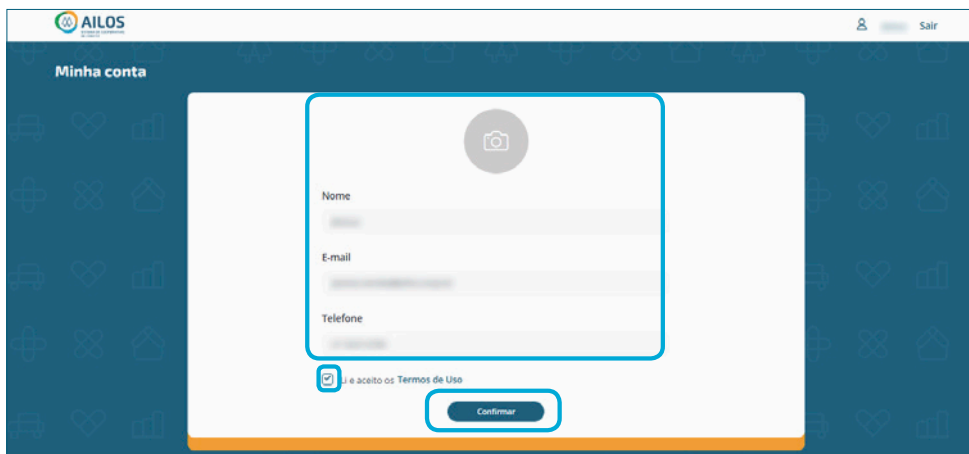 AILOS
Sair
Minha conta
Nome
E-mail
Telefone
Li e aceito os Termos de Uso
Confirmar